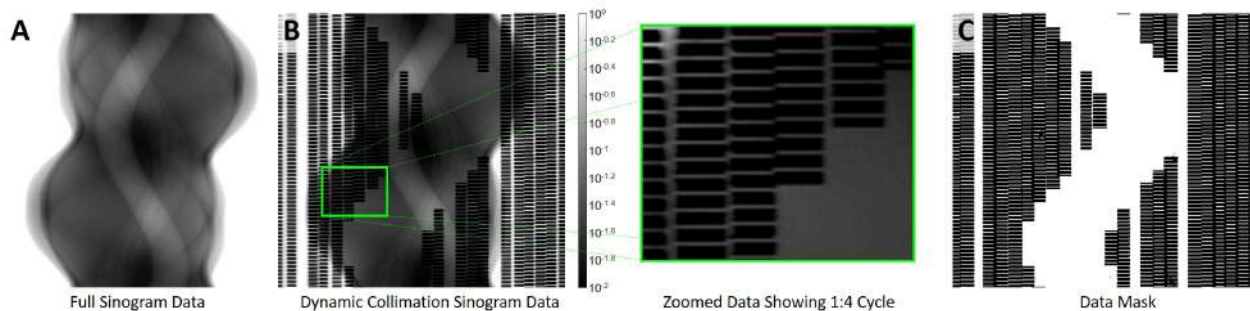 A
B
C
10⁰
10⁻⁰·²
10⁻⁰·⁴
10⁻⁰·⁶
10⁻⁰·⁸
10⁻¹
10⁻¹·²
10⁻¹·⁴
10⁻¹·⁶
10⁻¹·⁸
10⁻²
Full Sinogram Data
Dynamic Collimation Sinogram Data
Zoomed Data Showing 1:4 Cycle
Data Mask